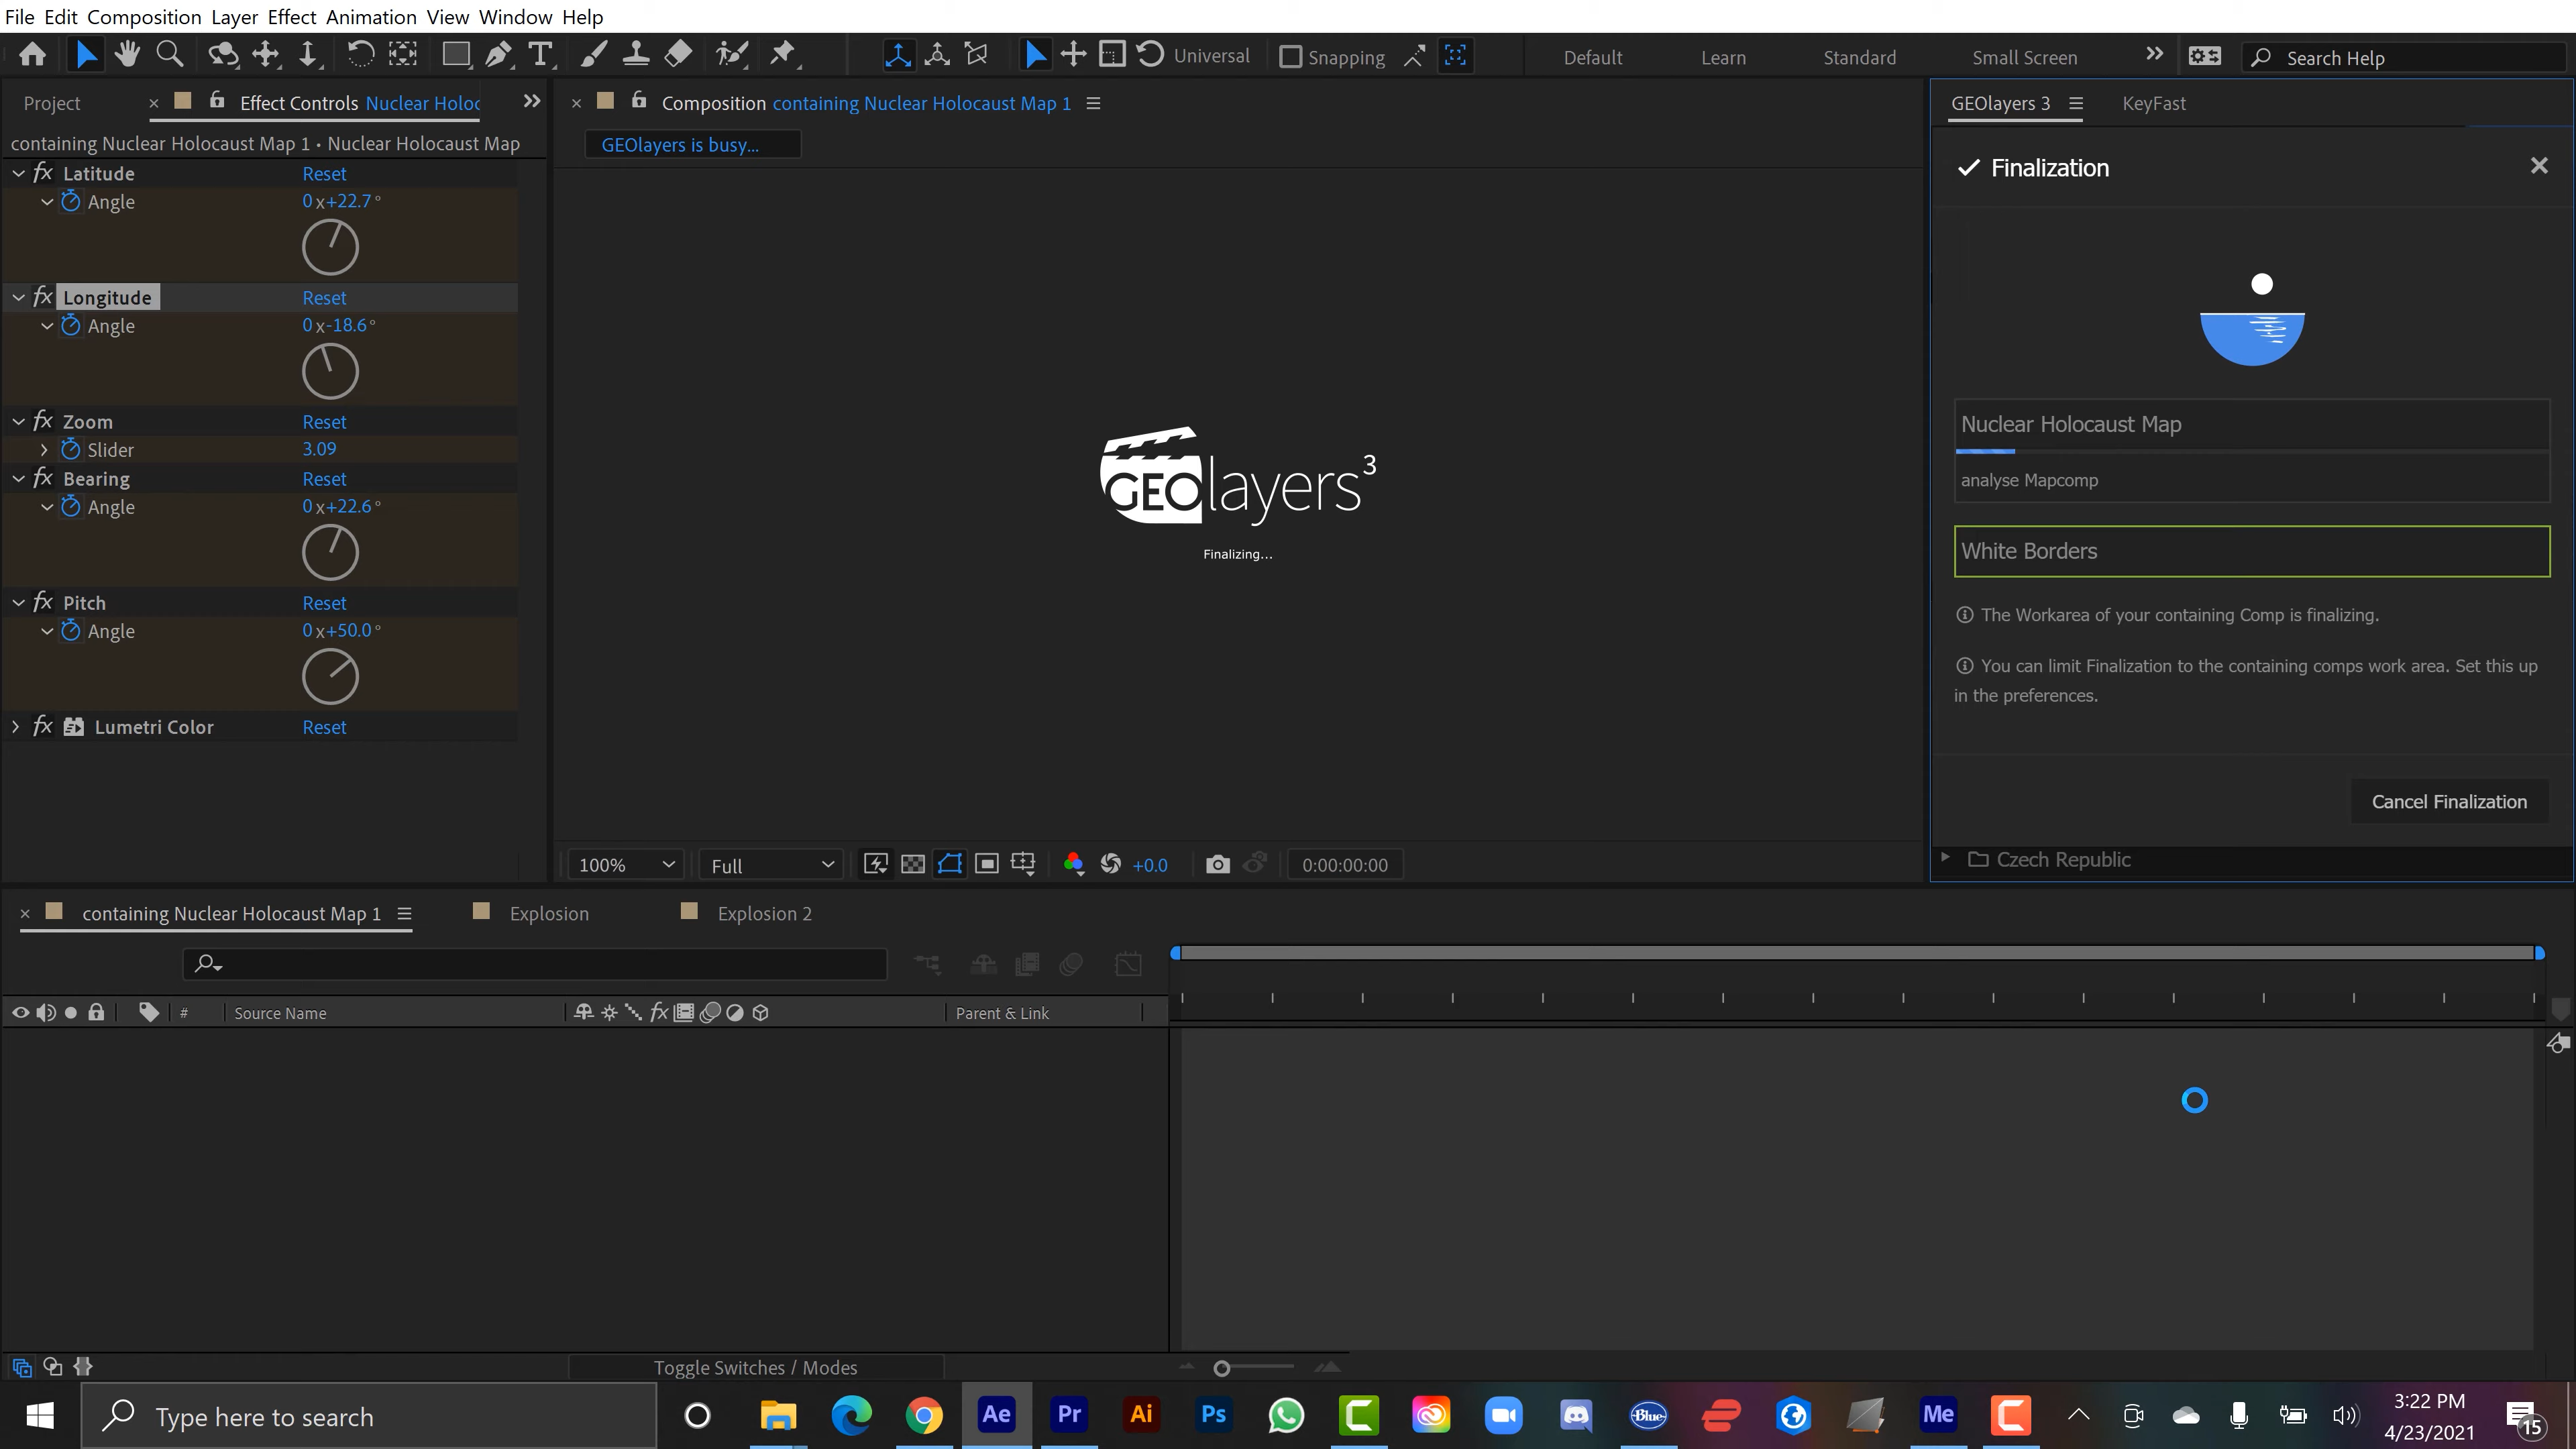 File Edit Composition Layer Effect Animation View Window Help
Universal Snapping Default Learn Standard Small Screen Search Help
Project Effect Controls Nuclear Holoc
containing Nuclear Holocaust Map 1 • Nuclear Holocaust Map
fx Latitude Reset
Angle 0x+22.7°
fx Longitude Reset
Angle 0x-18.6°
fx Zoom Reset
Slider 3.09
fx Bearing Reset
Angle 0x+22.6°
fx Pitch Reset
Angle 0x+50.0°
fx Lumetri Color Reset
Composition containing Nuclear Holocaust Map 1
GEOlayers is busy...
GEOlayers3
Finalizing...
100% Full +0.0 0:00:00:00
GEOlayers 3 KeyFast
Finalization
Nuclear Holocaust Map
analyse Mapcomp
White Borders
The Workarea of your containing Comp is finalizing.
You can limit Finalization to the containing comps work area. Set this up
in the preferences.
Cancel Finalization
Czech Republic
containing Nuclear Holocaust Map 1 Explosion Explosion 2
# Source Name fx Parent & Link
Toggle Switches / Modes
Type here to search
Ae Pr Ai Ps Blue Me
3:22 PM
4/23/2021
15